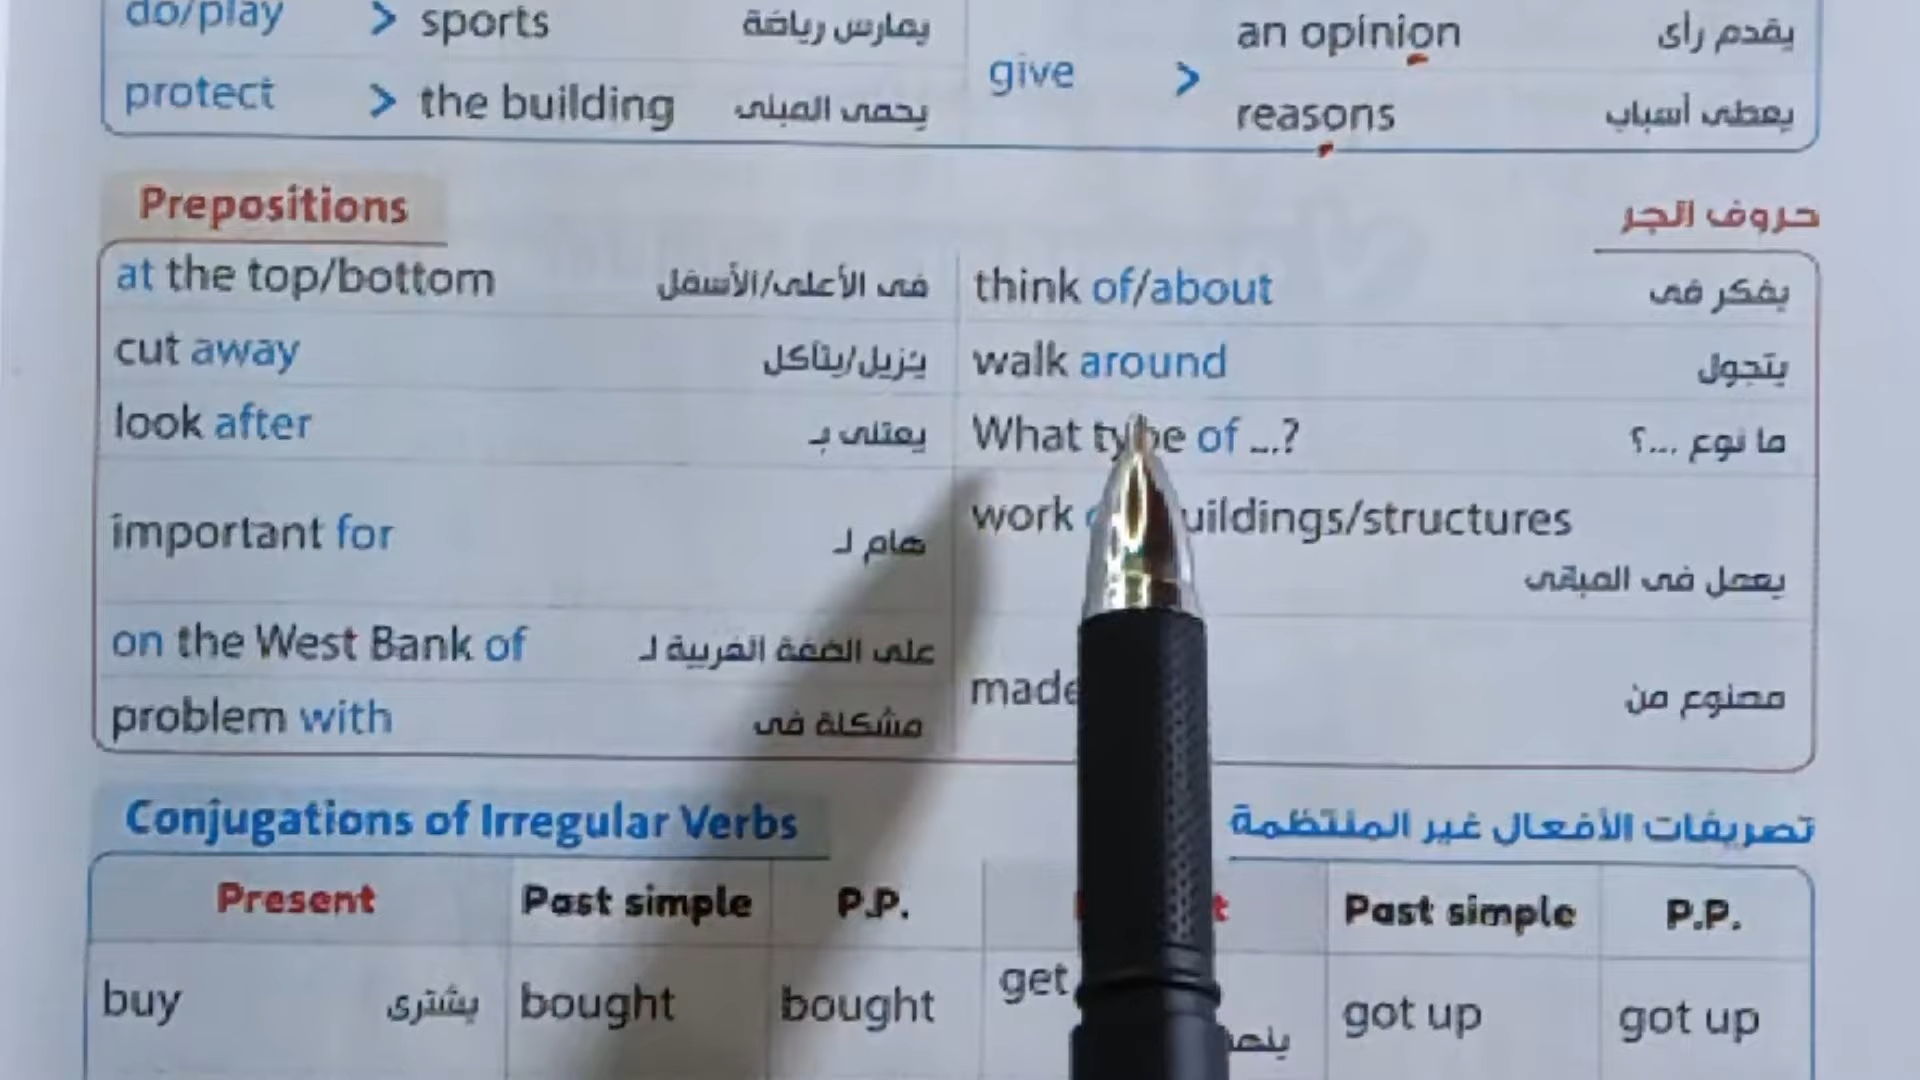 do/play > sports يمارس رياضة
protect > the building يحمى المبنى
give >
an opinion يقدم رأى
reasons يعطى أسباب
Prepositions حروف الجر
at the top/bottom فى الأعلى/الأسفل
cut away يزيل/يتآكل
look after يعتنى بـ
important for هام لـ
on the West Bank of على الضفة الغربية لـ
problem with مشكلة فى
think of/about يفكر فى
walk around يتجول
What type of ...? ما نوع ...؟
work buildings/structures
يعمل فى المبانى
made مصنوع من
Conjugations of Irregular Verbs تصريفات الأفعال غير المنتظمة
Present Past simple P.P. Past simple P.P.
buy يشترى bought bought get got up got up